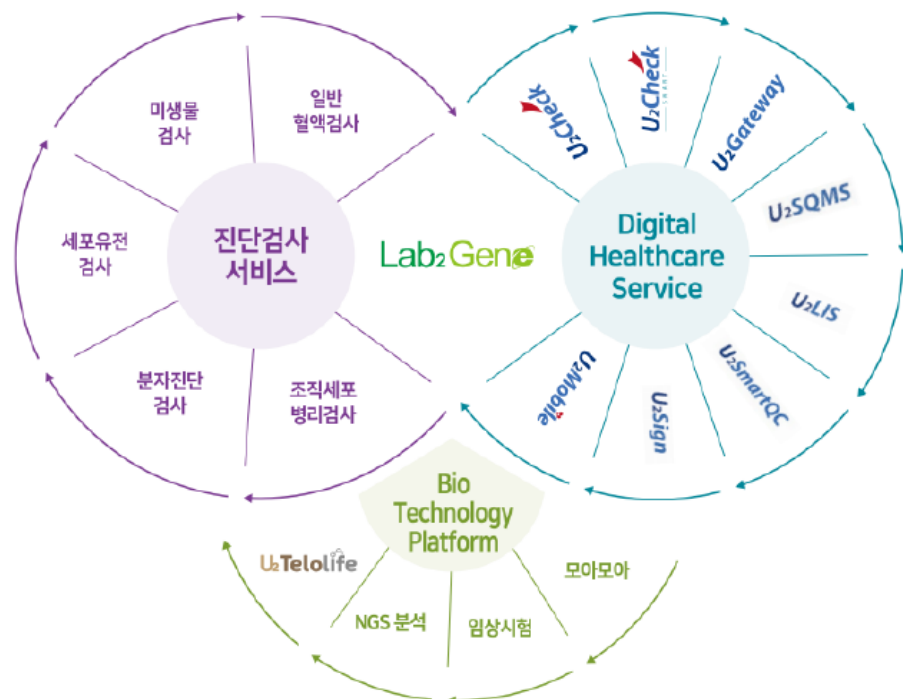 일반
혈액검사
미생물
검사
세포유전
검사
분자진단
검사
조직세포
병리검사
진단검사
서비스
Lab₂Gene
Digital
Healthcare
Service
U₂Check
U₂Check
SMART
U₂Gateway
U₂SQMS
U₂LIS
U₂SmartQC
U₂Sign
U₂Mobile
Bio
Technology
Platform
U₂Telolife
NGS 분석
임상시험
모아모아